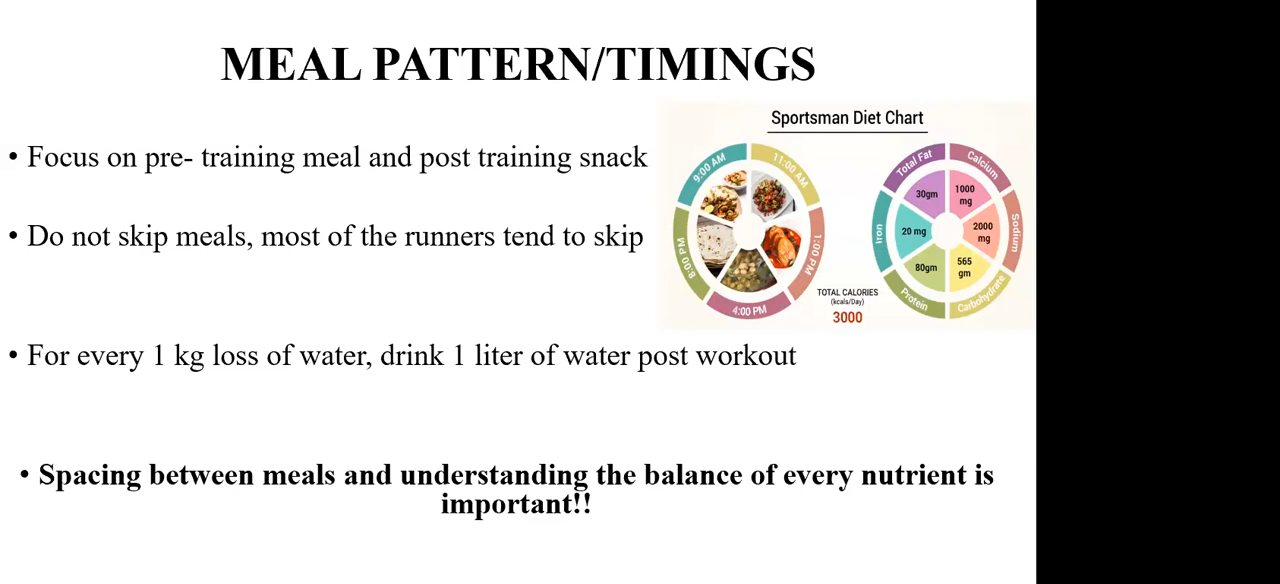 MEAL PATTERN/TIMINGS
• Focus on pre- training meal and post training snack
• Do not skip meals, most of the runners tend to skip
• For every 1 kg loss of water, drink 1 liter of water post workout
• Spacing between meals and understanding the balance of every nutrient is
important!!
Sportsman Diet Chart
9:00 AM
11:00 AM
1:00 PM
4:00 PM
8:00 PM
TOTAL CALORIES
(kcals/Day)
3000
Total Fat
30gm
Calcium
1000
mg
Sodium
2000
mg
Carbohydrate
565
gm
Protein
80gm
Iron
20 mg